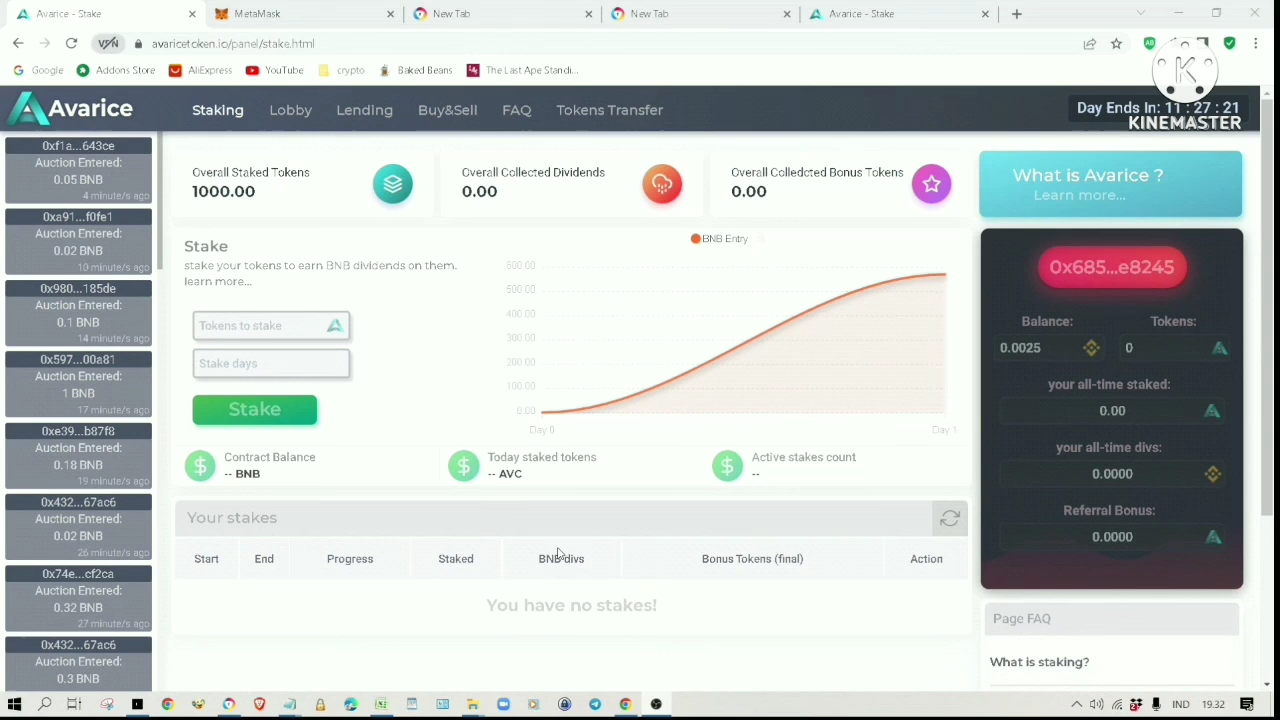 Avarice - Stake
MetaMask
New Tab
New Tab
Avarice - Stake
VPN
avaricetoken.io/panel/stake.html
Google
Addons Store
AliExpress
YouTube
crypto
Baked Beans
The Last Ape Standi...
Avarice
Staking
Lobby
Lending
Buy&Sell
FAQ
Tokens Transfer
Day Ends In: 11 : 27 : 21
K
KINEMASTER
0xf1a...643ce
Auction Entered:
0.05 BNB
4 minute/s ago
0xa91...f0fe1
Auction Entered:
0.02 BNB
10 minute/s ago
0x980...185de
Auction Entered:
0.1 BNB
14 minute/s ago
0x597...00a81
Auction Entered:
1 BNB
17 minute/s ago
0xe39...b87f8
Auction Entered:
0.18 BNB
19 minute/s ago
0x432...67ac6
Auction Entered:
0.02 BNB
26 minute/s ago
0x74e...cf2ca
Auction Entered:
0.32 BNB
27 minute/s ago
0x432...67ac6
Auction Entered:
0.3 BNB
Overall Staked Tokens
1000.00
Overall Collected Dividends
0.00
Overall Colledcted Bonus Tokens
0.00
Stake
stake your tokens to earn BNB dividends on them.
learn more...
Tokens to stake
Stake days
Stake
BNB Entry
600.00
500.00
400.00
300.00
200.00
100.00
0.00
Day 0
Day 1
Contract Balance
-- BNB
Today staked tokens
-- AVC
Active stakes count
--
Your stakes
Start
End
Progress
Staked
BNB divs
Bonus Tokens (final)
Action
You have no stakes!
What is Avarice ?
Learn more...
0x685...e8245
Balance:
Tokens:
0.0025
0
your all-time staked:
0.00
your all-time divs:
0.0000
Referral Bonus:
0.0000
Page FAQ
What is staking?
IND
19.32